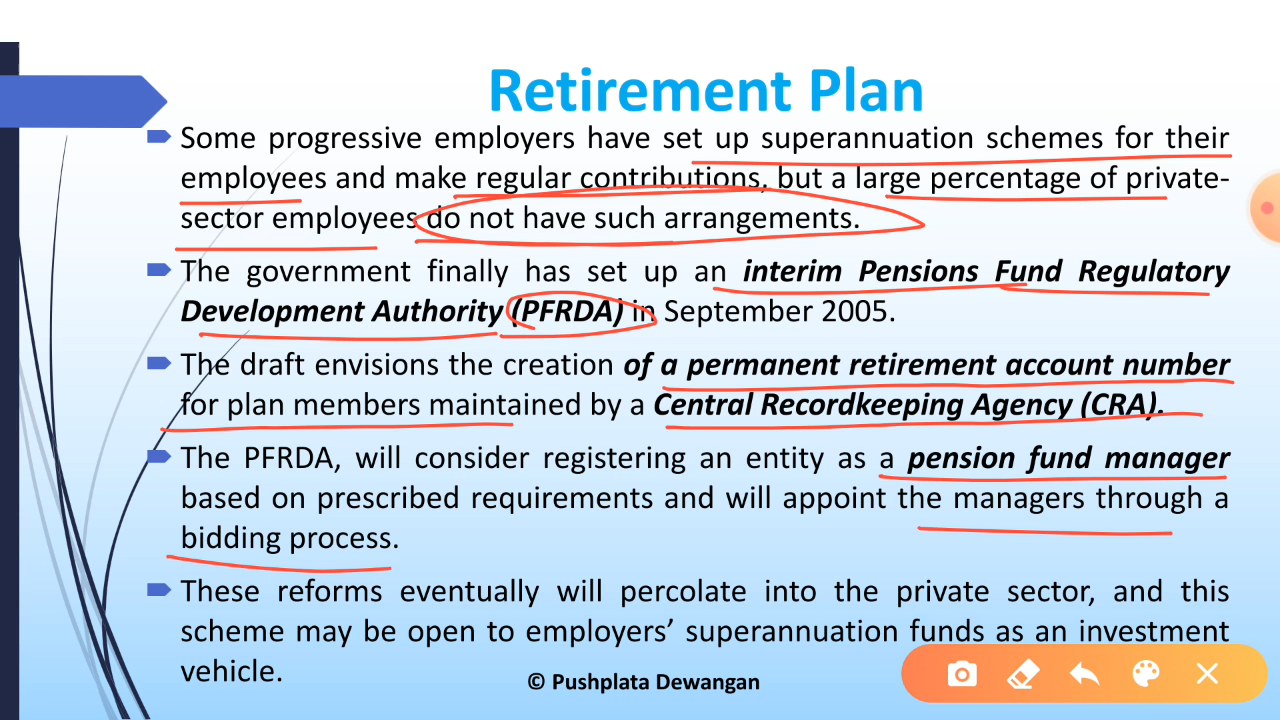 Retirement Plan
Some progressive employers have set up superannuation schemes for their
employees and make regular contributions, but a large percentage of private-
sector employees do not have such arrangements.
The government finally has set up an interim Pensions Fund Regulatory
Development Authority (PFRDA) in September 2005.
The draft envisions the creation of a permanent retirement account number
for plan members maintained by a Central Recordkeeping Agency (CRA).
The PFRDA, will consider registering an entity as a pension fund manager
based on prescribed requirements and will appoint the managers through a
bidding process.
These reforms eventually will percolate into the private sector, and this
scheme may be open to employers’ superannuation funds as an investment
vehicle.
© Pushplata Dewangan